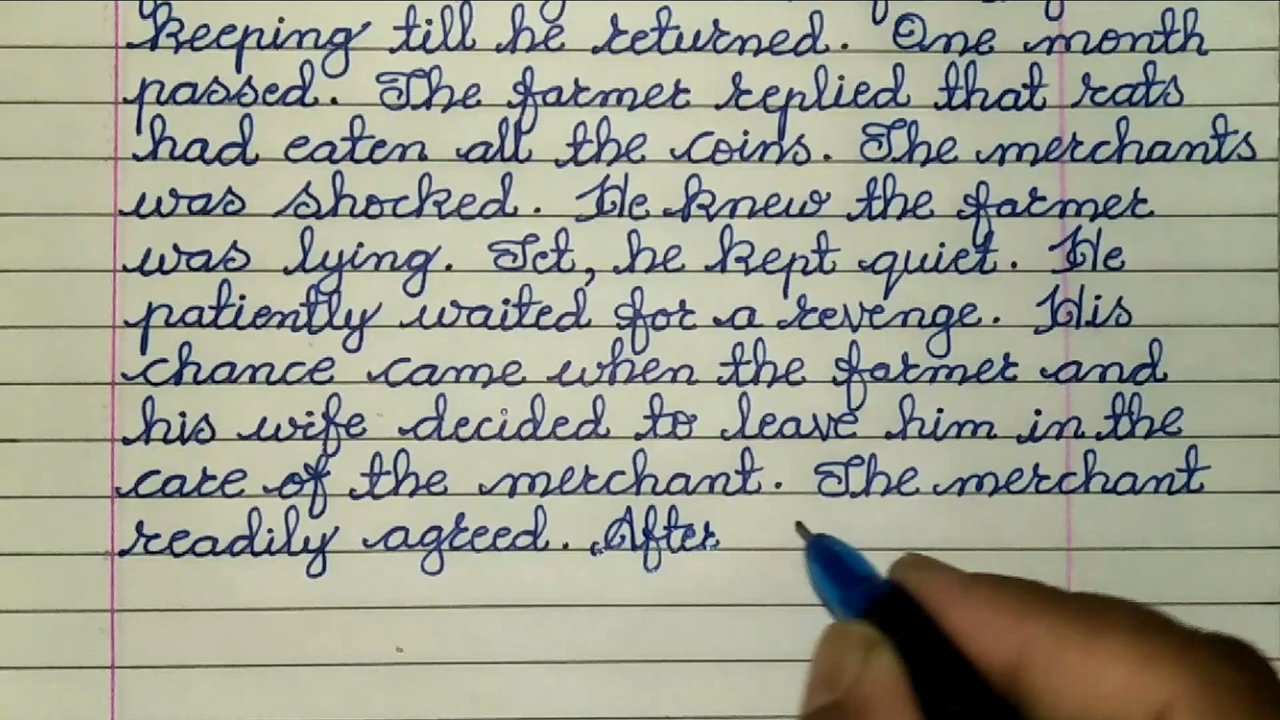 keeping till he returned. One month
passed. The farmer replied that rats
had eaten all the coins. The merchants
was shocked. He knew the farmer
was lying. Yet, he kept quiet. He
patiently waited for a revenge. His
chance came when the farmer and
his wife decided to leave him in the
care of the merchant. The merchant
readily agreed. After